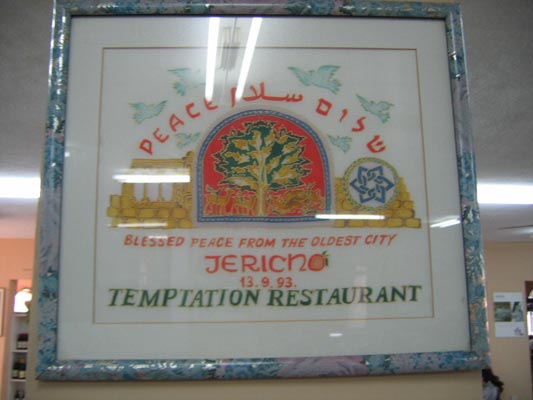 PEACE سلام שלום
BLESSED PEACE FROM THE OLDEST CITY
JERICHO
13.9.93.
TEMPTATION RESTAURANT